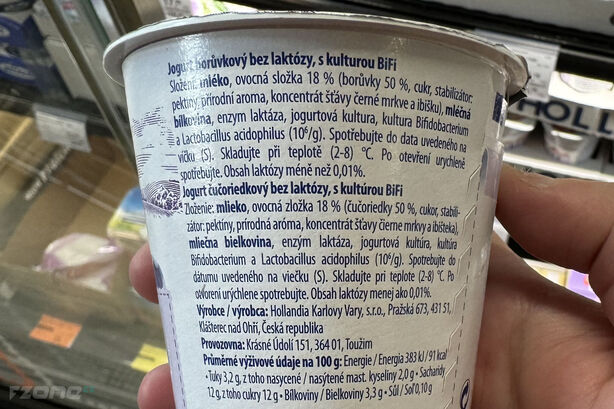 Jogurt borůvkový bez laktózy, s kulturou BiFi
Složení: mléko, ovocná složka 18 % (borůvky 50 %, cukr, stabilizátor:
pektiny, přírodní aroma, koncentrát šťávy černé mrkve a ibišku), mléčná
bílkovina, enzym laktáza, jogurtová kultura, kultura Bifidobacterium
a Lactobacillus acidophilus (10⁶/g). Spotřebujte do data uvedeného na
víčku (S). Skladujte při teplotě (2-8) °C. Po otevření urychleně
spotřebujte. Obsah laktózy méně než 0,01%.
Jogurt čučoriedkový bez laktózy, s kultúrou BiFi
Zloženie: mlieko, ovocná zložka 18 % (čučoriedky 50 %, cukor, stabili-
zátor: pektíny, prírodná aróma, koncentrát šťavy čiernej mrkvy a ibišteka),
mliečna bielkovina, enzým laktáza, jogurtová kultúra, kultúra
Bifidobacterium a Lactobacillus acidophilus (10⁶/g). Spotrebujte do
dátumu uvedeného na viečku (S). Skladujte pri teplote (2-8) °C. Po
otvorení urýchlene spotrebujte. Obsah laktózy menej ako 0,01%.
Výrobce / výrobca: Hollandia Karlovy Vary, s.r.o., Pražská 673, 431 51,
Klášterec nad Ohří, Česká republika
Provozovna: Krásné Údolí 151, 364 01, Toužim
Průměrné výživové údaje na 100 g: Energie / Energia 383 kJ / 91 kcal
• Tuky 3,2 g, z toho nasycené / nasýtené mast. kyseliny 2,0 g • Sacharidy
12 g, z toho cukry 12 g • Bílkoviny / Bielkoviny 3,3 g • Sůl / Soľ 0,10 g
HOLL
FZONE